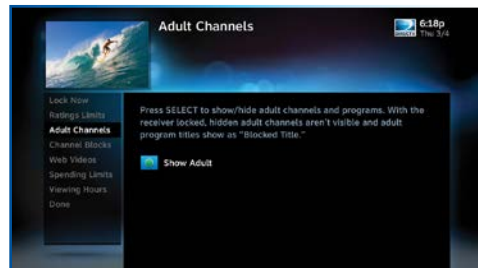 Adult Channels
6:18p
Thu 3/4
DIRECTV
Lock Now
Ratings Limits
Adult Channels
Channel Blocks
Web Videos
Spending Limits
Viewing Hours
Done
Press SELECT to show/hide adult channels and programs. With the
receiver locked, hidden adult channels aren't visible and adult
program titles show as "Blocked Title."
Show Adult